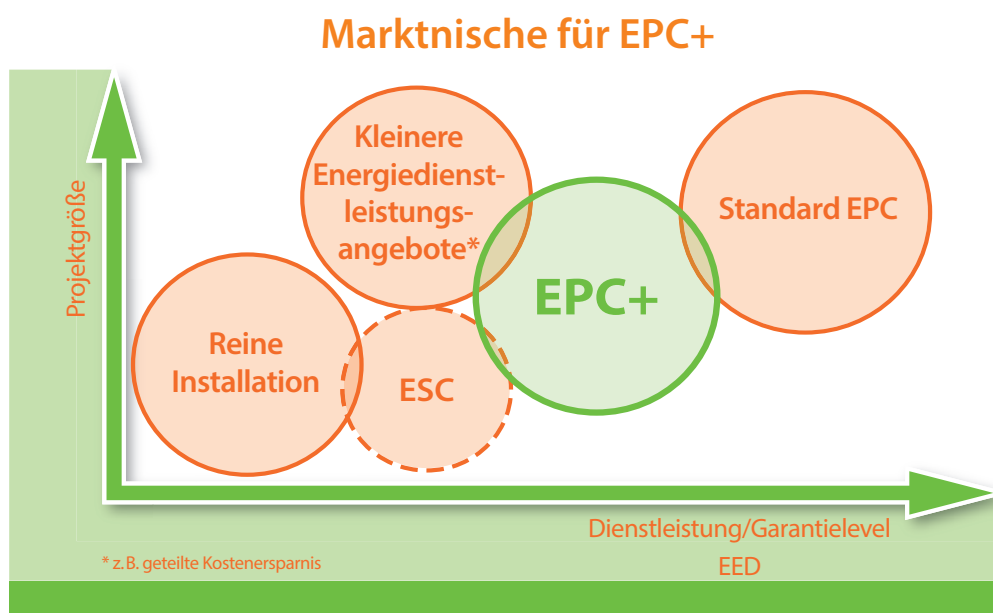 Marktnische für EPC+
Projektgröße
Kleinere
Energiedienst-
leistungs-
angebote*
Standard EPC
EPC+
Reine
Installation
ESC
Dienstleistung/Garantielevel
* z.B. geteilte Kostenersparnis
EED